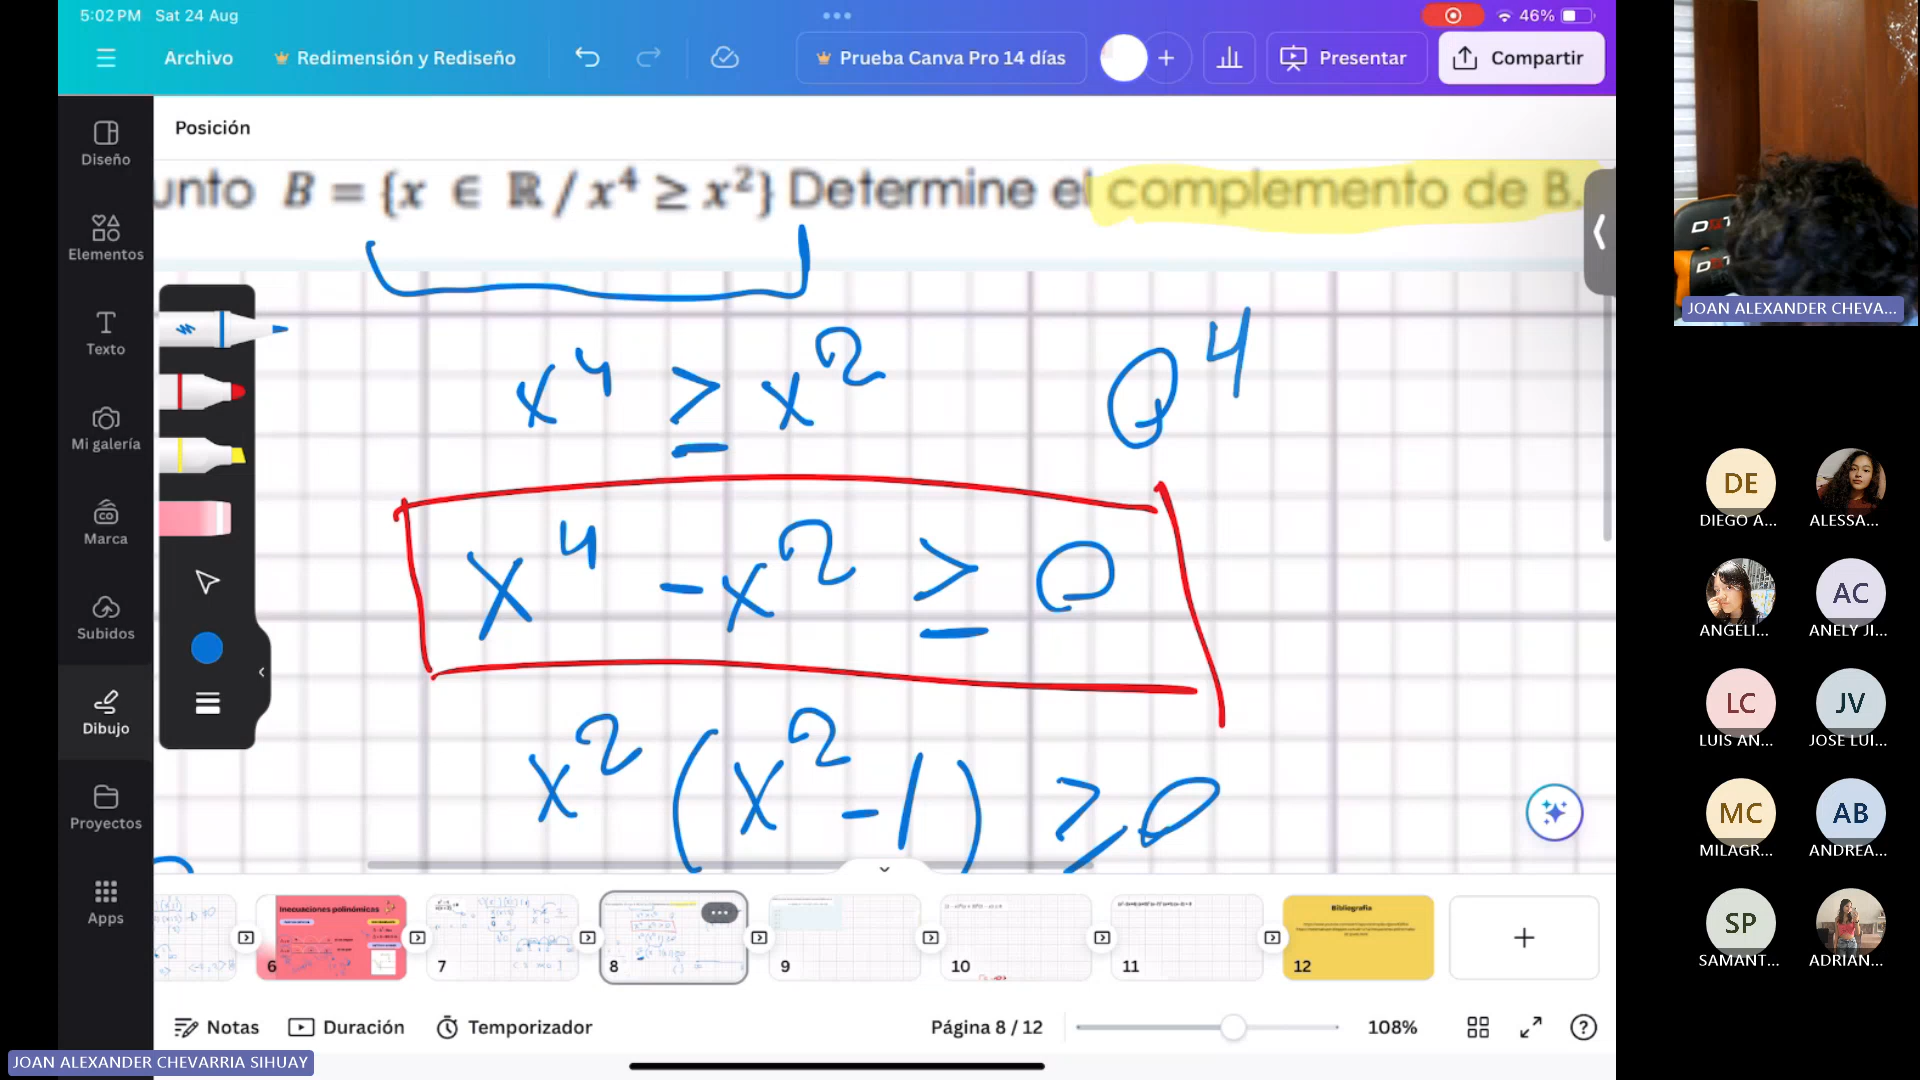 5:02 PM Sat 24 Aug
46%
Archivo
Redimensión y Rediseño
Prueba Canva Pro 14 días
Presentar
Compartir
Posición
Diseño
Elementos
Texto
Mi galería
Marca
Subidos
Dibujo
Proyectos
Apps
unto B = {x ∈ ℝ / x⁴ ≥ x²} Determine el complemento de B.
x⁴ ≥ x²
x⁴ - x² ≥ 0
x² (x² - 1) ≥ 0
6
Inecuaciones polinómicas
7
8
9
10
11
12
Bibliografía
Notas
Duración
Temporizador
Página 8 / 12
108%
JOAN ALEXANDER CHEVARRIA SIHUAY
JOAN ALEXANDER CHEVA...
DE
DIEGO A...
ALESSA...
ANGELI...
AC
ANELY JI...
LC
LUIS AN...
JV
JOSE LUI...
MC
MILAGR...
AB
ANDREA...
SP
SAMANT...
ADRIAN...